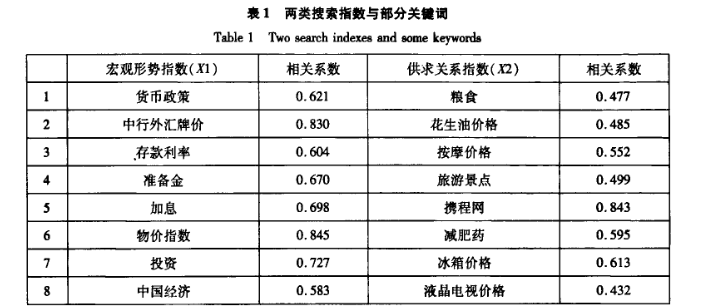 表1 两类搜索指数与部分关键词
Table 1 Two search indexes and some keywords
宏观形势指数(X1) 相关系数 供求关系指数(X2) 相关系数
1 货币政策 0.621 粮食 0.477
2 中行外汇牌价 0.830 花生油价格 0.485
3 存款利率 0.604 按摩价格 0.552
4 准备金 0.670 旅游景点 0.499
5 加息 0.698 携程网 0.843
6 物价指数 0.845 减肥药 0.595
7 投资 0.727 冰箱价格 0.613
8 中国经济 0.583 液晶电视价格 0.432